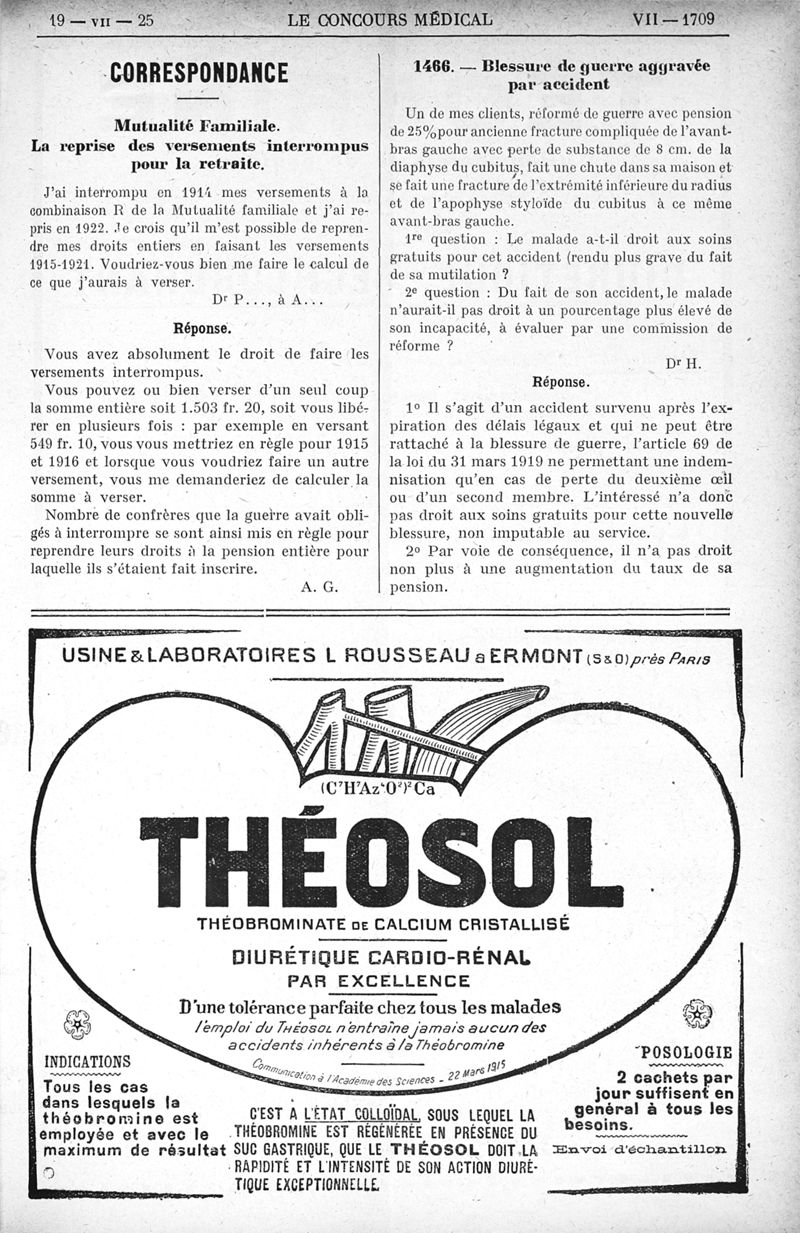 19 — VII — 25
LE CONCOURS MÉDICAL
VII — 1709
CORRESPONDANCE
Mutualité Familiale.
La reprise des versements interrompus
pour la retraite.
J'ai interrompu en 1914 mes versements à la
combinaison R de la Mutualité familiale et j'ai re-
pris en 1922. Je crois qu'il m'est possible de repren-
dre mes droits entiers en faisant les versements
1915-1921. Voudriez-vous bien me faire le calcul de
ce que j'aurais à verser.
Dr P..., à A...
Réponse.
Vous avez absolument le droit de faire les
versements interrompus.
Vous pouvez ou bien verser d'un seul coup
la somme entière soit 1.503 fr. 20, soit vous libé-
rer en plusieurs fois : par exemple en versant
549 fr. 10, vous vous mettriez en règle pour 1915
et 1916 et lorsque vous voudriez faire un autre
versement, vous me demanderiez de calculer la
somme à verser.
Nombre de confrères que la guerre avait obli-
gés à interrompre se sont ainsi mis en règle pour
reprendre leurs droits à la pension entière pour
laquelle ils s'étaient fait inscrire.
A. G.
1466. — Blessure de guerre aggravée
par accident
Un de mes clients, réformé de guerre avec pension
de 25% pour ancienne fracture compliquée de l'avant-
bras gauche avec perte de substance de 8 cm. de la
diaphyse du cubitus, fait une chute dans sa maison et
se fait une fracture de l'extrémité inférieure du radius
et de l'apophyse styloïde du cubitus à ce même
avant-bras gauche.
1re question : Le malade a-t-il droit aux soins
gratuits pour cet accident (rendu plus grave du fait
de sa mutilation ?
2e question : Du fait de son accident, le malade
n'aurait-il pas droit à un pourcentage plus élevé de
son incapacité, à évaluer par une commission de
réforme ?
Dr H.
Réponse.
1o Il s'agit d'un accident survenu après l'ex-
piration des délais légaux et qui ne peut être
rattaché à la blessure de guerre, l'article 69 de
la loi du 31 mars 1919 ne permettant une indem-
nisation qu'en cas de perte du deuxième œil
ou d'un second membre. L'intéressé n'a donc
pas droit aux soins gratuits pour cette nouvelle
blessure, non imputable au service.
2o Par voie de conséquence, il n'a pas droit
non plus à une augmentation du taux de sa
pension.
USINE & LABORATOIRES L ROUSSEAU à ERMONT (S & O) près PARIS
(C⁷H⁷Az⁴O²)²Ca
THÉOSOL
THÉOBROMINATE DE CALCIUM CRISTALLISÉ
DIURÉTIQUE CARDIO-RÉNAL
PAR EXCELLENCE
D'une tolérance parfaite chez tous les malades
l'emploi du THÉOSOL n'entraîne jamais aucun des
accidents inhérents à la Théobromine
Communication à l'Académie des Sciences - 22 Mars 1915
INDICATIONS
Tous les cas
dans lesquels la
théobromine est
employée et avec le
maximum de résultat
C'EST À L'ÉTAT COLLOÏDAL, SOUS LEQUEL LA
THÉOBROMINE EST RÉGÉNÉRÉE EN PRÉSENCE DU
SUC GASTRIQUE, QUE LE THÉOSOL DOIT LA
RAPIDITÉ ET L'INTENSITÉ DE SON ACTION DIURÉ-
TIQUE EXCEPTIONNELLE.
POSOLOGIE
2 cachets par
jour suffisent en
général à tous les
besoins.
Envoi d'échantillon